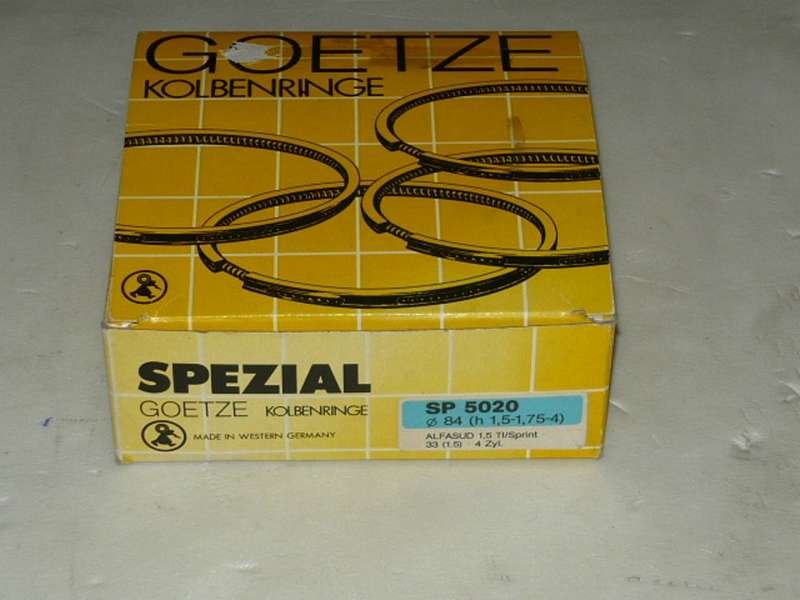 GOETZE
KOLBENRINGE
SPEZIAL
GOETZE KOLBENRINGE
MADE IN WESTERN GERMANY
SP 5020
ø 84 (h 1,5-1,75-4)
ALFASUD 1,5 TI/Sprint
33 (1.5) · 4 Zyl.